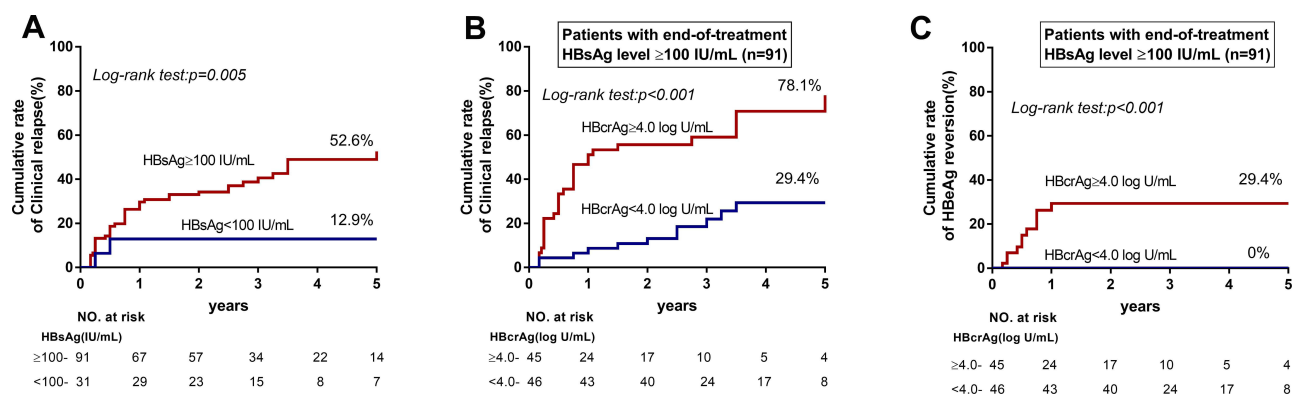 A
Cumulative rate
of Clinical relapse(%)
100
80
60
40
20
0
Log-rank test:p=0.005
52.6%
HBsAg≥100 IU/mL
12.9%
HBsAg<100 IU/mL
0 1 2 3 4 5
years
NO. at risk
HBsAg(IU/mL)
≥100- 91 67 57 34 22 14
<100- 31 29 23 15 8 7
B
Patients with end-of-treatment
HBsAg level ≥100 IU/mL (n=91)
Cumulative rate
of Clinical relapse(%)
100
80
60
40
20
0
Log-rank test:p<0.001
78.1%
HBcrAg≥4.0 log U/mL
29.4%
HBcrAg<4.0 log U/mL
0 1 2 3 4 5
years
NO. at risk
HBcrAg(log U/mL)
≥4.0- 45 24 17 10 5 4
<4.0- 46 43 40 24 17 8
C
Patients with end-of-treatment
HBsAg level ≥100 IU/mL (n=91)
Cumulative rate
of HBeAg reversion(%)
100
80
60
40
20
0
Log-rank test:p<0.001
HBcrAg≥4.0 log U/mL 29.4%
HBcrAg<4.0 log U/mL 0%
0 1 2 3 4 5
years
NO. at risk
HBcrAg(log U/mL)
≥4.0- 45 24 17 10 5 4
<4.0- 46 43 40 24 17 8